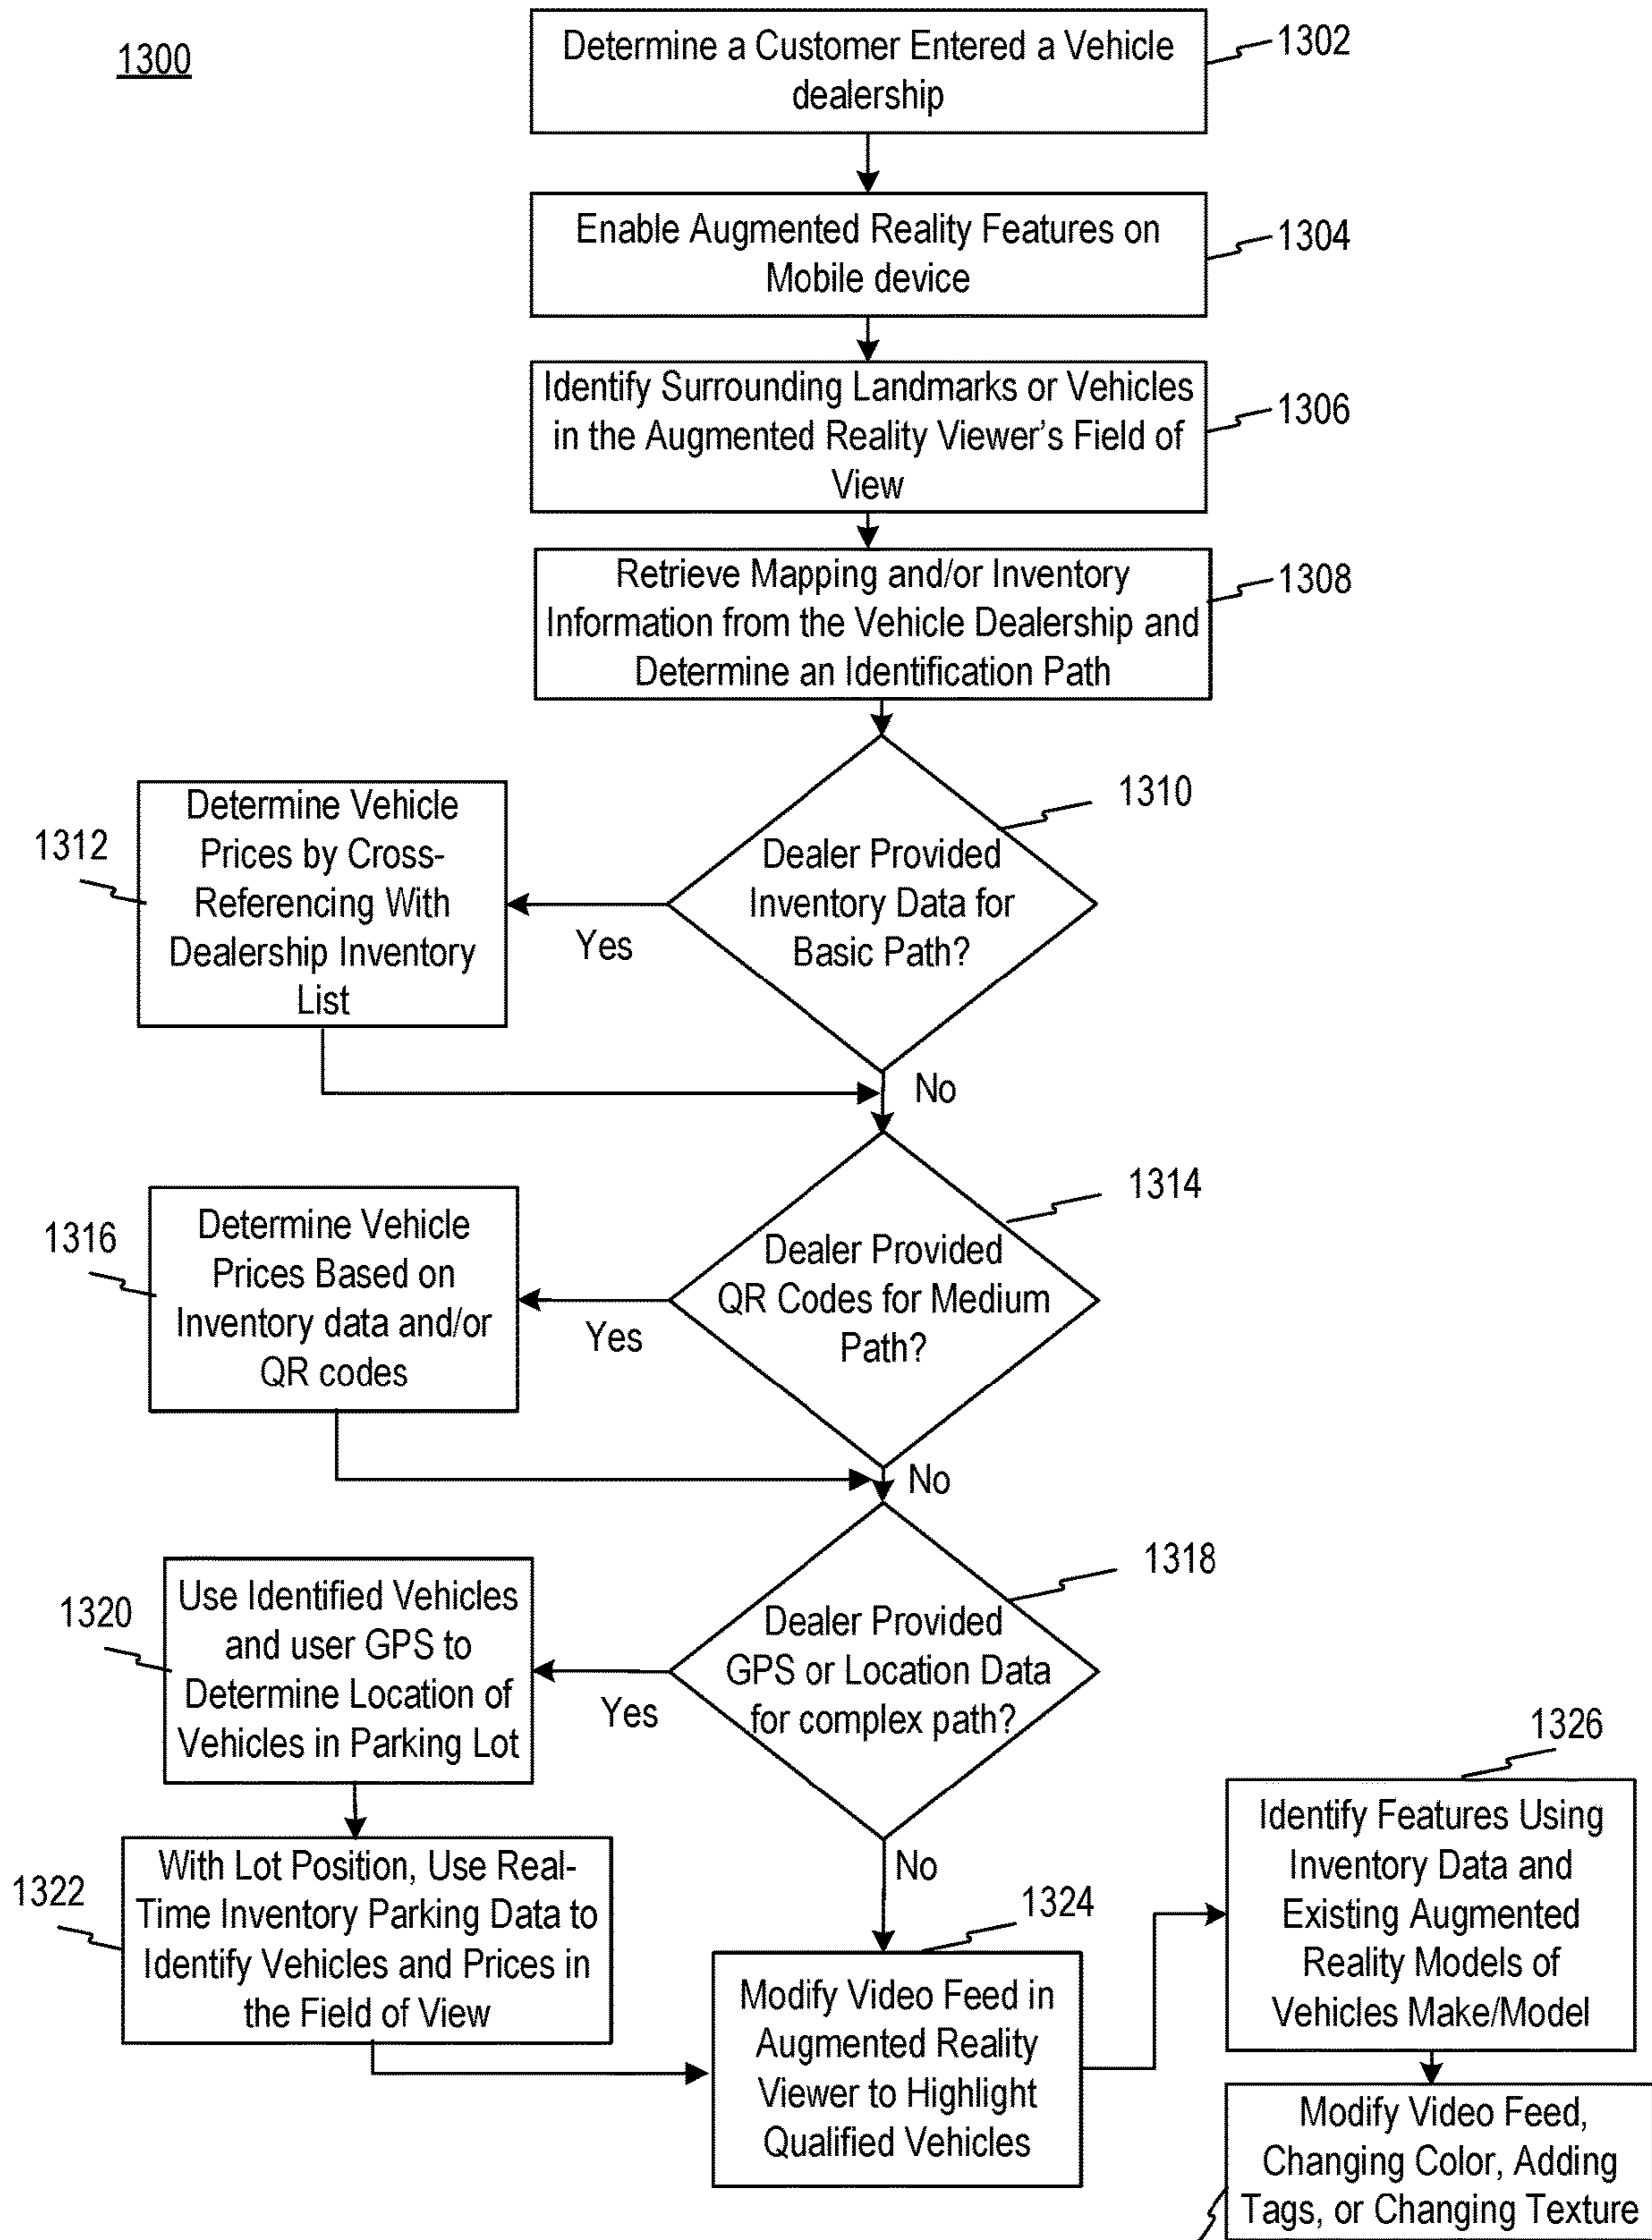 1300
Determine a Customer Entered a Vehicle
dealership
1302
Enable Augmented Reality Features on
Mobile device
1304
Identify Surrounding Landmarks or Vehicles
in the Augmented Reality Viewer's Field of
View
1306
Retrieve Mapping and/or Inventory
Information from the Vehicle Dealership and
Determine an Identification Path
1308
Dealer Provided
Inventory Data for
Basic Path?
1310
Yes
No
Determine Vehicle
Prices by Cross-
Referencing With
Dealership Inventory
List
1312
Dealer Provided
QR Codes for Medium
Path?
1314
Yes
No
Determine Vehicle
Prices Based on
Inventory data and/or
QR codes
1316
Dealer Provided
GPS or Location Data
for complex path?
1318
Yes
No
Use Identified Vehicles
and user GPS to
Determine Location of
Vehicles in Parking Lot
1320
With Lot Position, Use Real-
Time Inventory Parking Data to
Identify Vehicles and Prices in
the Field of View
1322
Modify Video Feed in
Augmented Reality
Viewer to Highlight
Qualified Vehicles
1324
Identify Features Using
Inventory Data and
Existing Augmented
Reality Models of
Vehicles Make/Model
1326
Modify Video Feed,
Changing Color, Adding
Tags, or Changing Texture